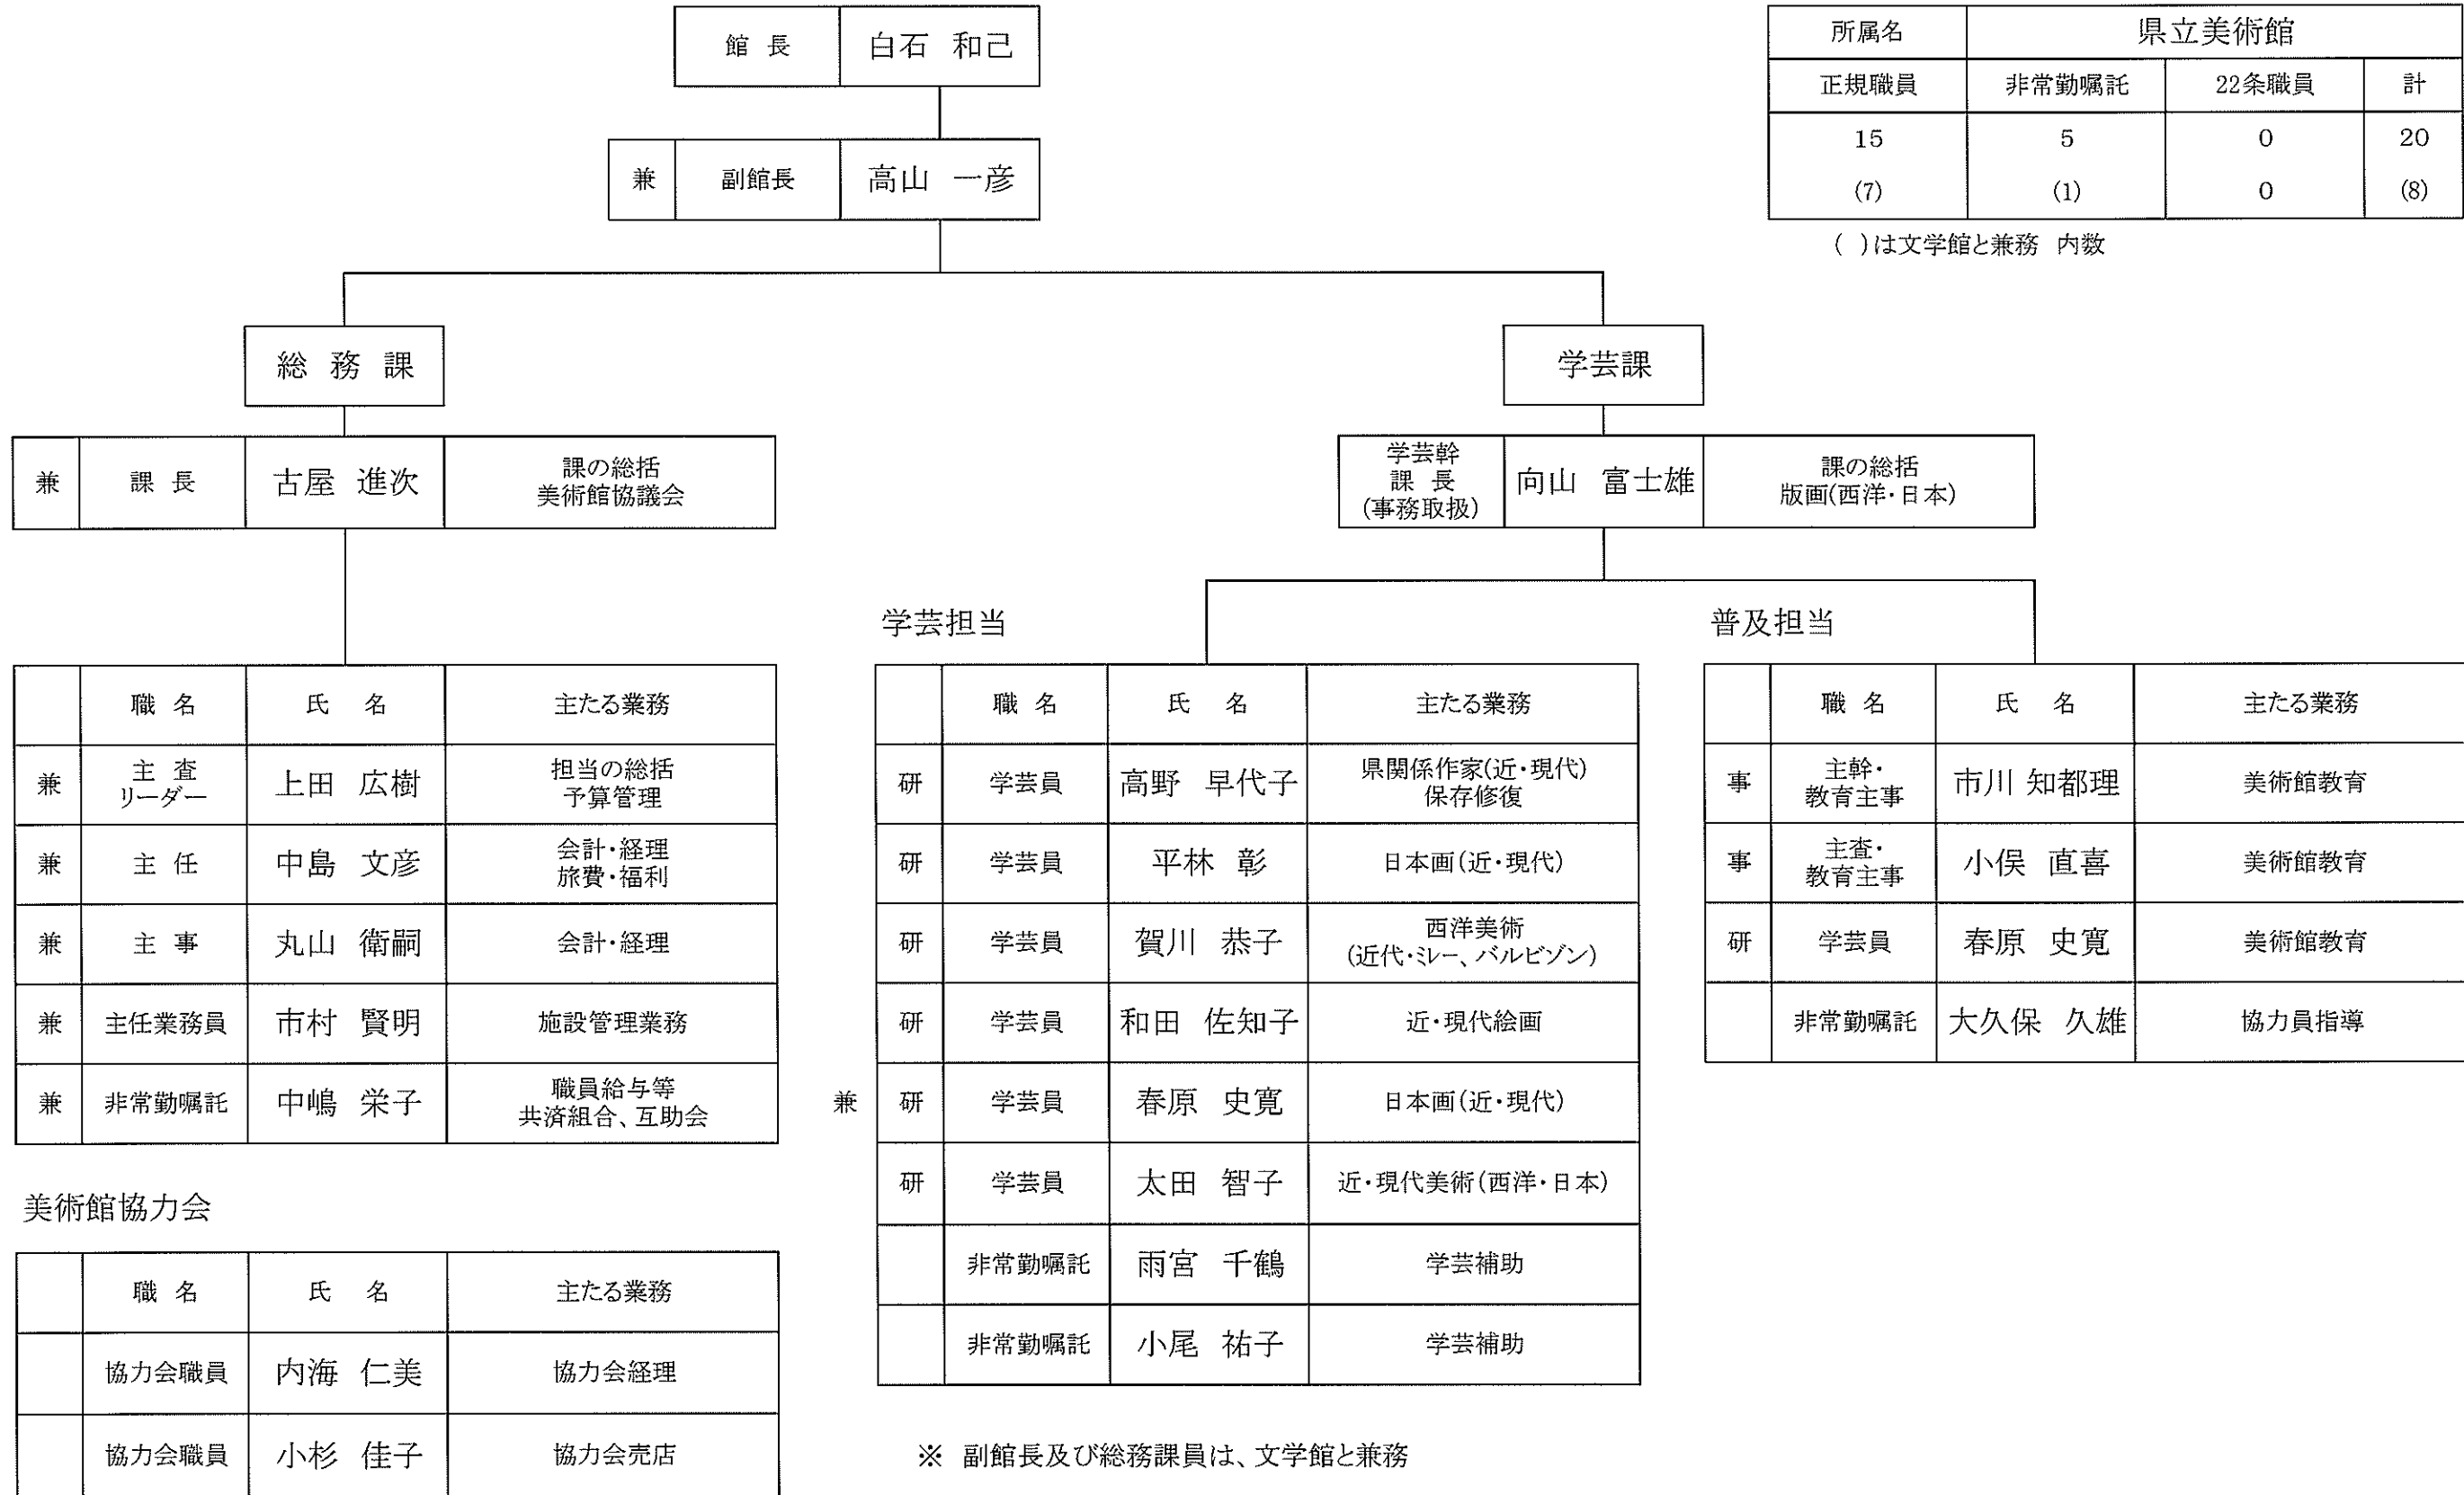 館 長 白石 和己
兼 副館長 高山 一彦
所属名 県立美術館
正規職員 非常勤嘱託 22条職員 計
15 5 0 20
(7) (1) 0 (8)
( )は文学館と兼務 内数
総 務 課
兼 課 長 古屋 進次 課の総括
美術館協議会
職 名 氏 名 主たる業務
兼 主 査
リーダー 上田 広樹 担当の総括
予算管理
兼 主 任 中島 文彦 会計・経理
旅費・福利
兼 主 事 丸山 衛嗣 会計・経理
兼 主任業務員 市村 賢明 施設管理業務
兼 非常勤嘱託 中嶋 栄子 職員給与等
共済組合、互助会
美術館協力会
職 名 氏 名 主たる業務
協力会職員 内海 仁美 協力会経理
協力会職員 小杉 佳子 協力会売店
学芸課
学芸幹
課 長
(事務取扱) 向山 富士雄 課の総括
版画(西洋・日本)
学芸担当
職 名 氏 名 主たる業務
研 学芸員 高野 早代子 県関係作家(近・現代)
保存修復
研 学芸員 平林 彰 日本画(近・現代)
研 学芸員 賀川 恭子 西洋美術
(近代・ミレー、バルビゾン)
研 学芸員 和田 佐知子 近・現代絵画
兼 研 学芸員 春原 史寛 日本画(近・現代)
研 学芸員 太田 智子 近・現代美術(西洋・日本)
非常勤嘱託 雨宮 千鶴 学芸補助
非常勤嘱託 小尾 祐子 学芸補助
普及担当
職 名 氏 名 主たる業務
事 主幹・
教育主事 市川 知都理 美術館教育
事 主査・
教育主事 小俣 直喜 美術館教育
研 学芸員 春原 史寛 美術館教育
非常勤嘱託 大久保 久雄 協力員指導
※ 副館長及び総務課員は、文学館と兼務